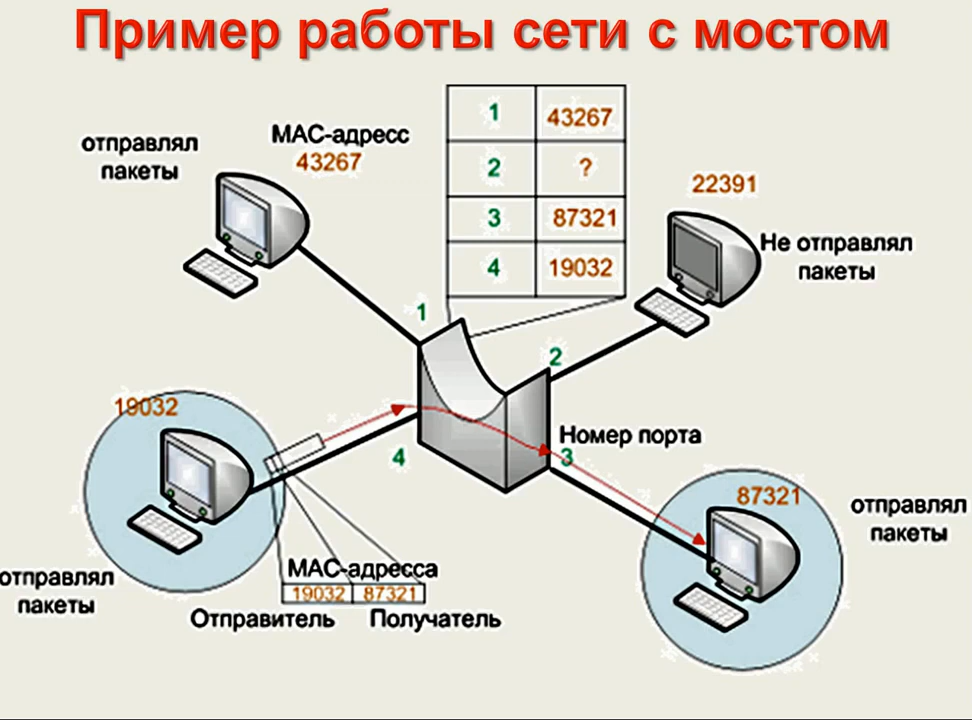 Пример работы сети с мостом
отправлял
пакеты
МАС-адресс
43267
1 43267
2 ?
3 87321
4 19032
22391
Не отправлял
пакеты
1
2
19032
4
Номер порта
3
87321
отправлял
пакеты
отправлял
пакеты
МАС-адресса
19032 87321
Отправитель Получатель